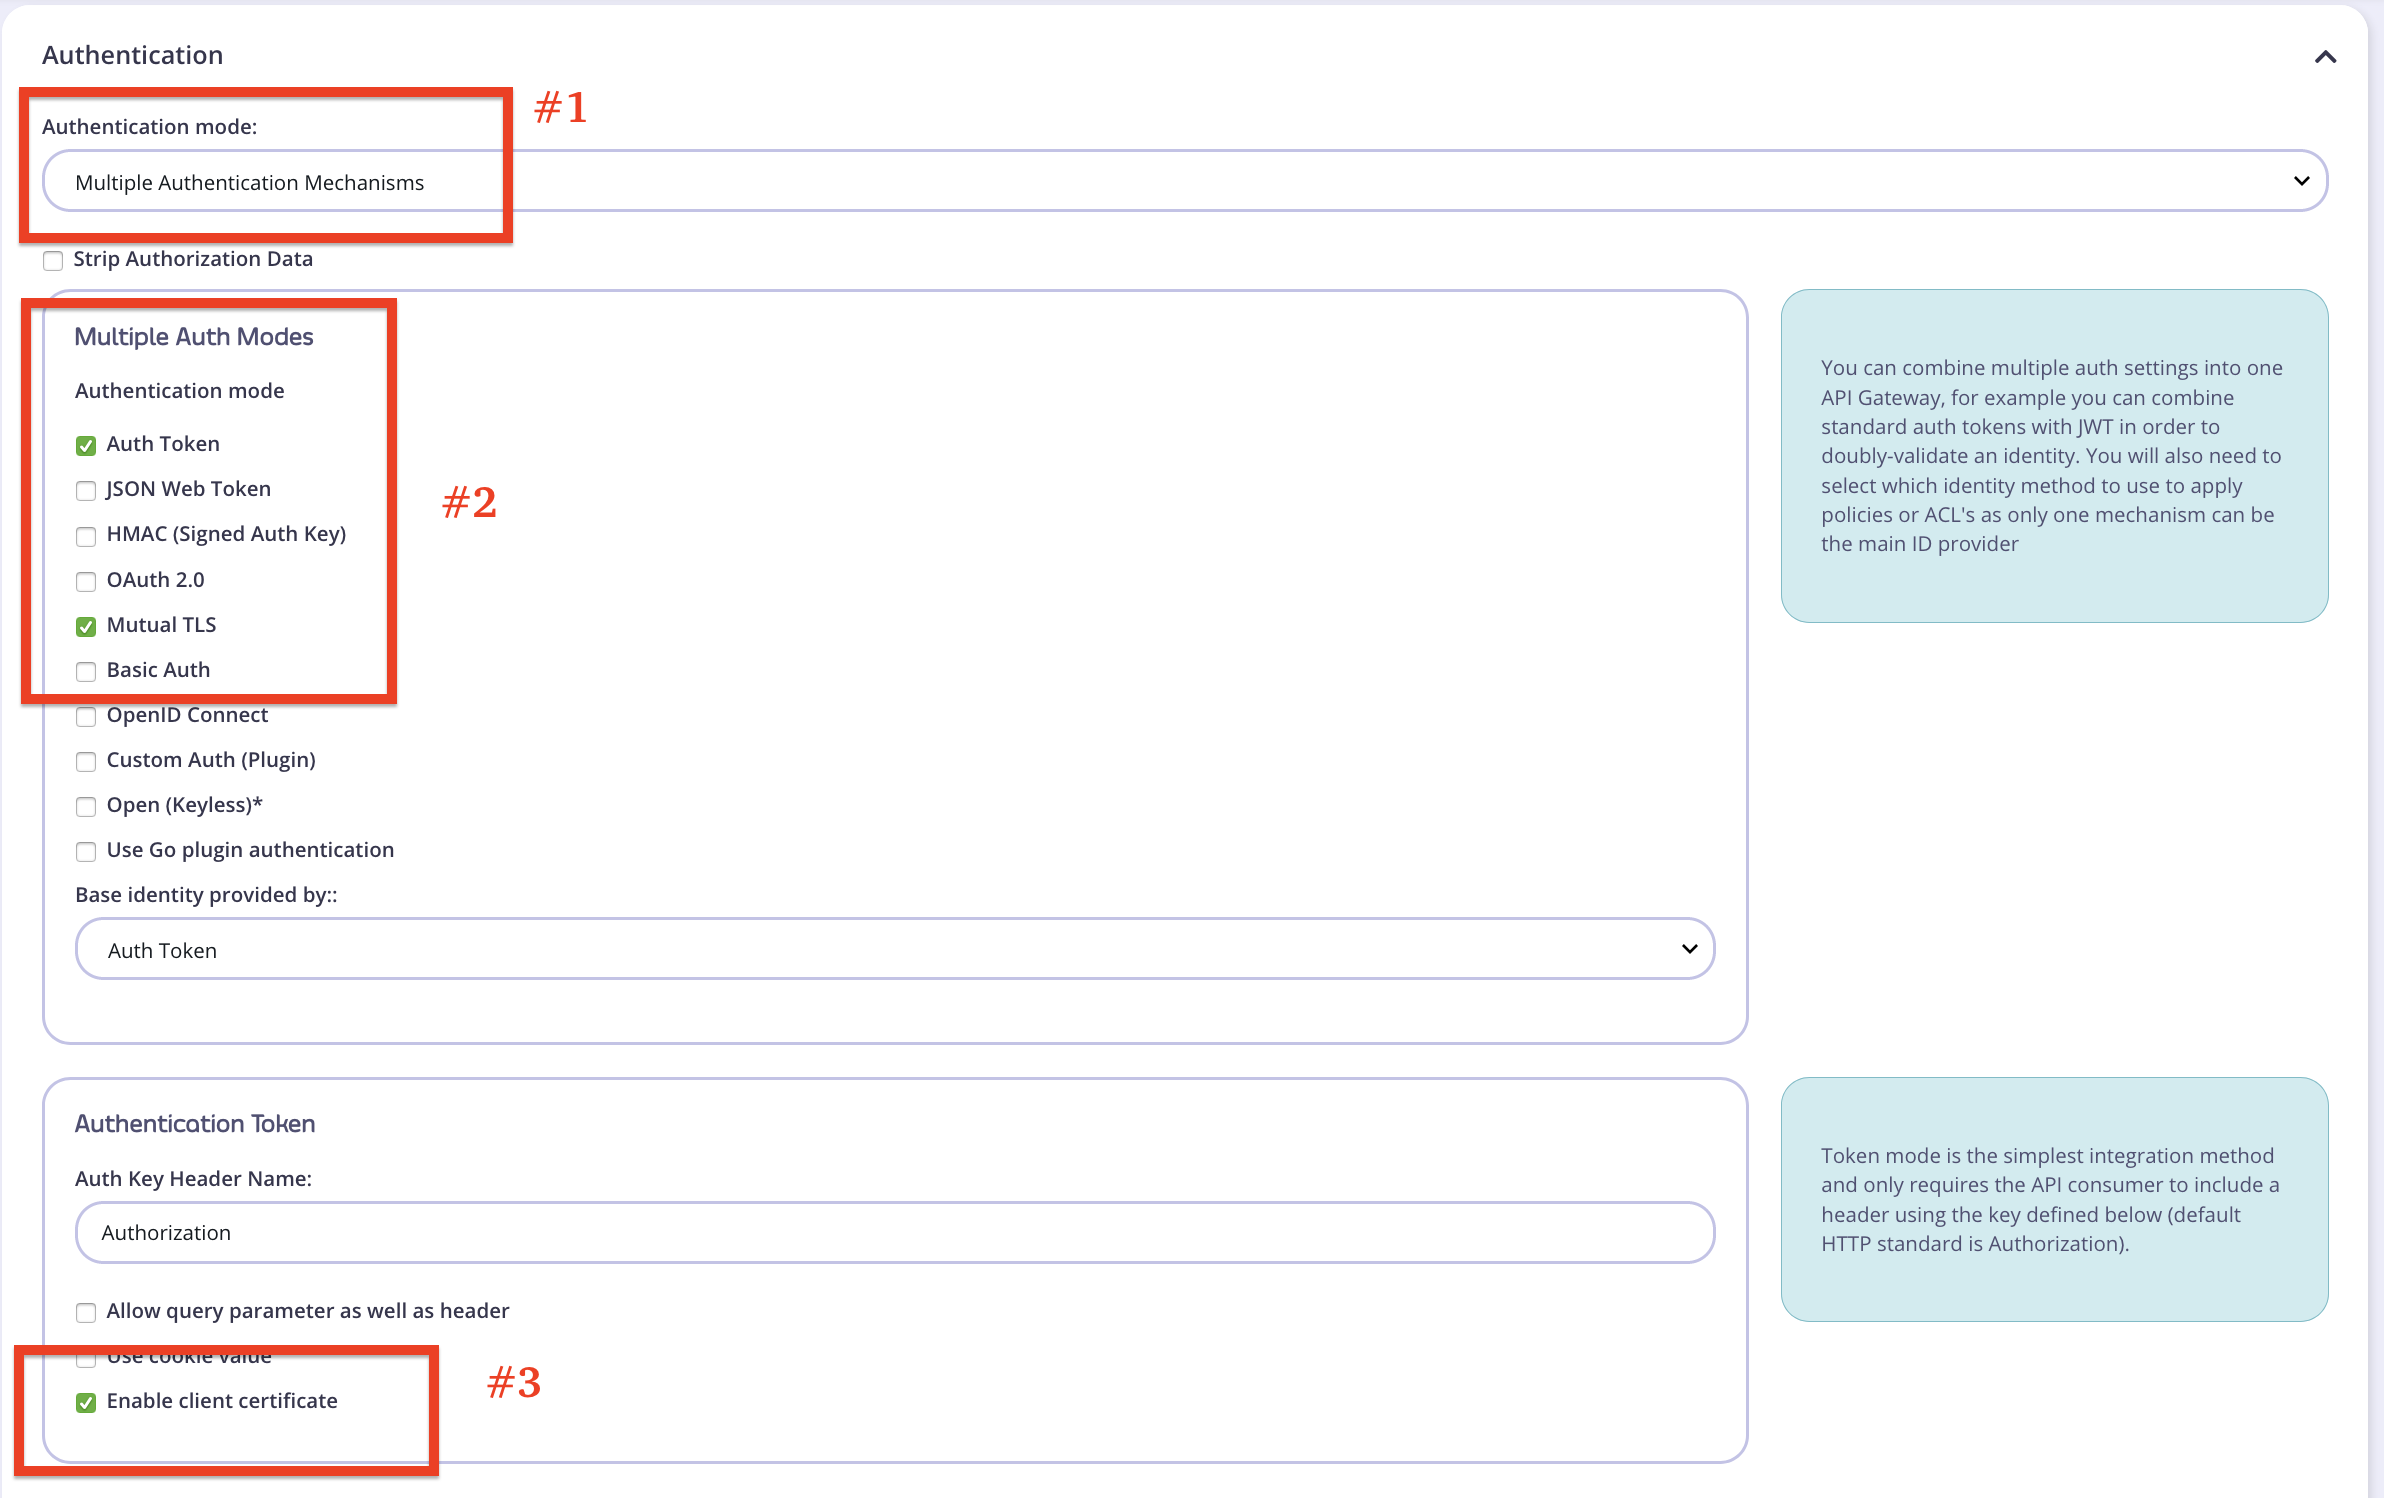 Authentication
#1
Authentication mode:
Multiple Authentication Mechanisms
Strip Authorization Data
Multiple Auth Modes
Authentication mode
Auth Token
JSON Web Token
#2
HMAC (Signed Auth Key)
OAuth 2.0
Mutual TLS
Basic Auth
OpenID Connect
Custom Auth (Plugin)
Open (Keyless)*
Use Go plugin authentication
Base identity provided by::
Auth Token
You can combine multiple auth settings into one
API Gateway, for example you can combine
standard auth tokens with JWT in order to
doubly-validate an identity. You will also need to
select which identity method to use to apply
policies or ACL's as only one mechanism can be
the main ID provider
Authentication Token
Auth Key Header Name:
Authorization
Allow query parameter as well as header
Use cookie value
#3
Enable client certificate
Token mode is the simplest integration method
and only requires the API consumer to include a
header using the key defined below (default
HTTP standard is Authorization).